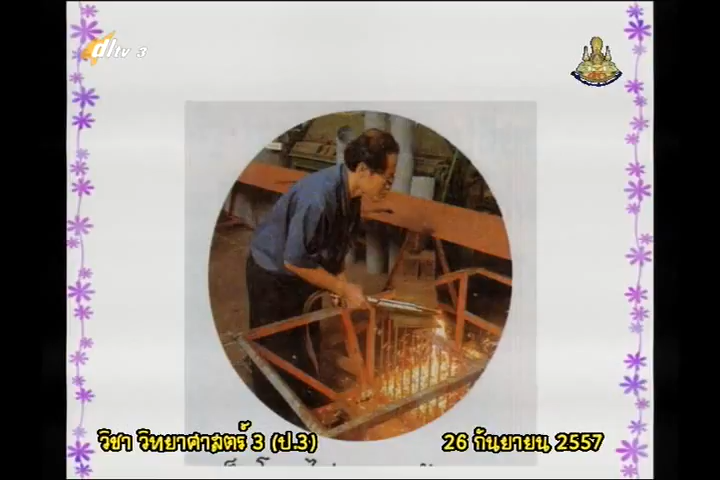 dltv 3
วิชา วิทยาศาสตร์ 3 (ป.3)
26 กันยายน 2557